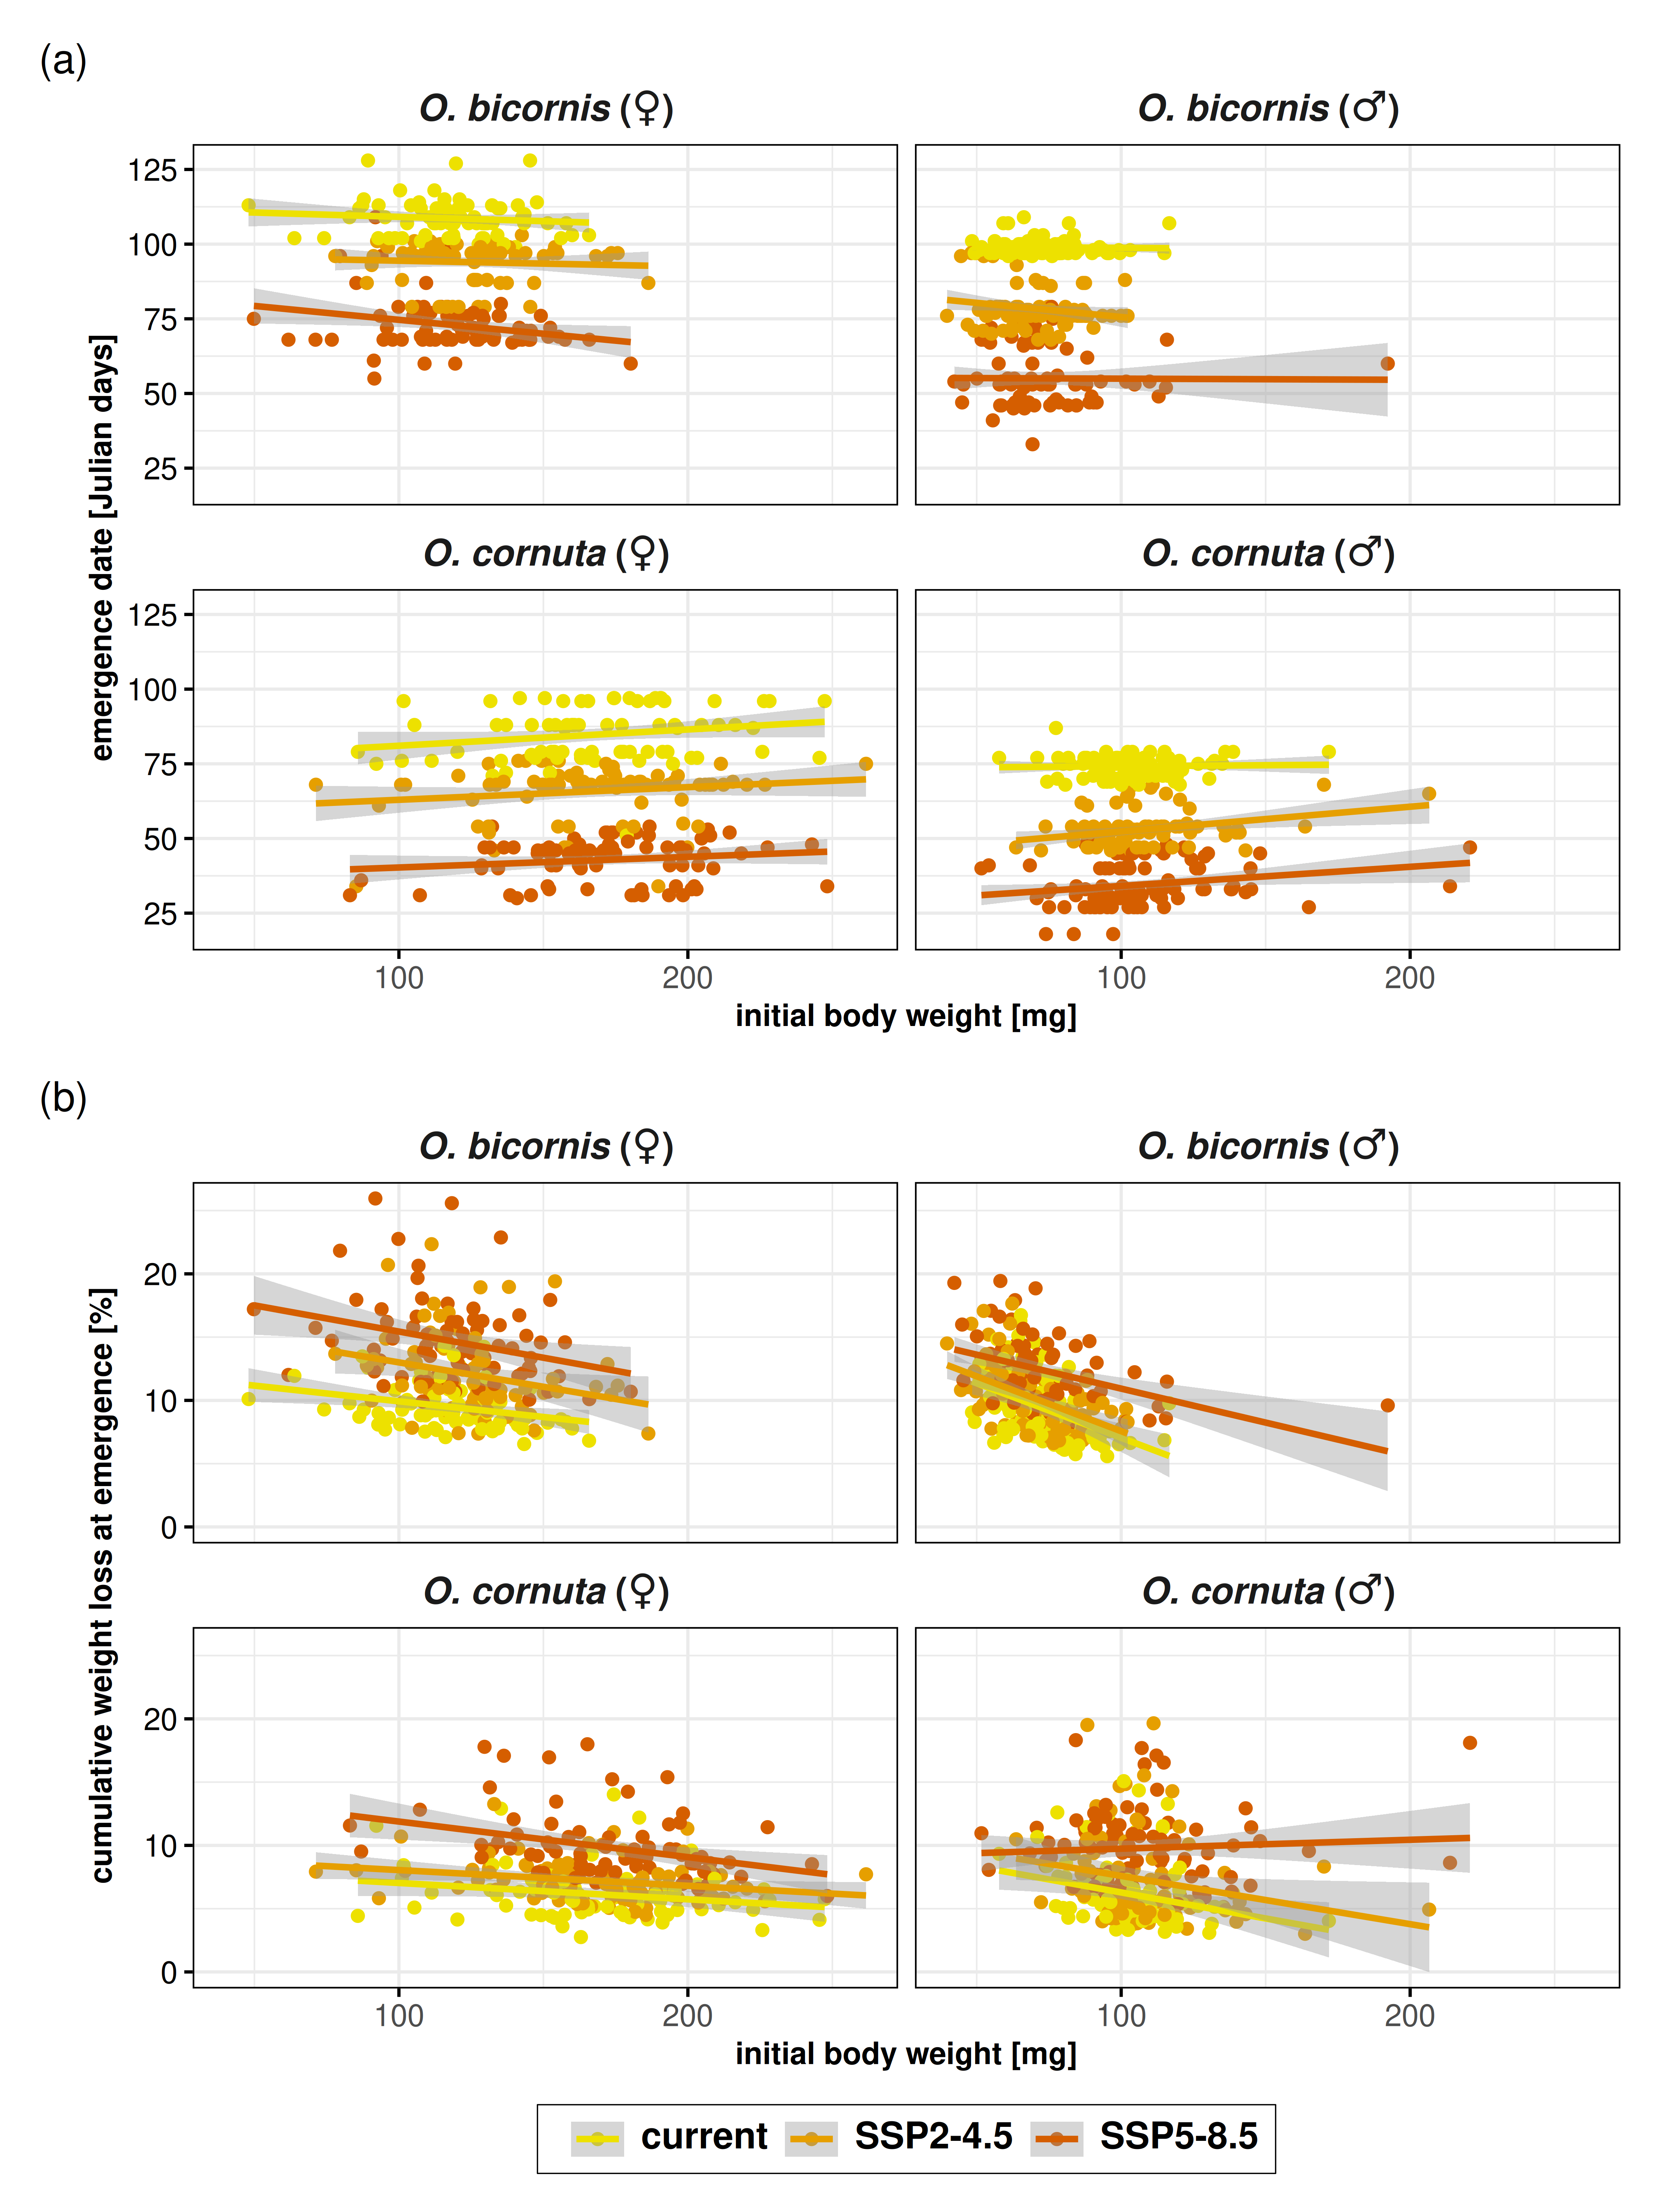 (a)
O. bicornis (♀) O. bicornis (♂)
125
100
75
50
25
O. cornuta (♀) O. cornuta (♂)
125
100
75
50
25
emergence date [Julian days]
100 200 100 200
initial body weight [mg]
(b)
O. bicornis (♀) O. bicornis (♂)
20
10
0
O. cornuta (♀) O. cornuta (♂)
20
10
0
cumulative weight loss at emergence [%]
100 200 100 200
initial body weight [mg]
current SSP2-4.5 SSP5-8.5